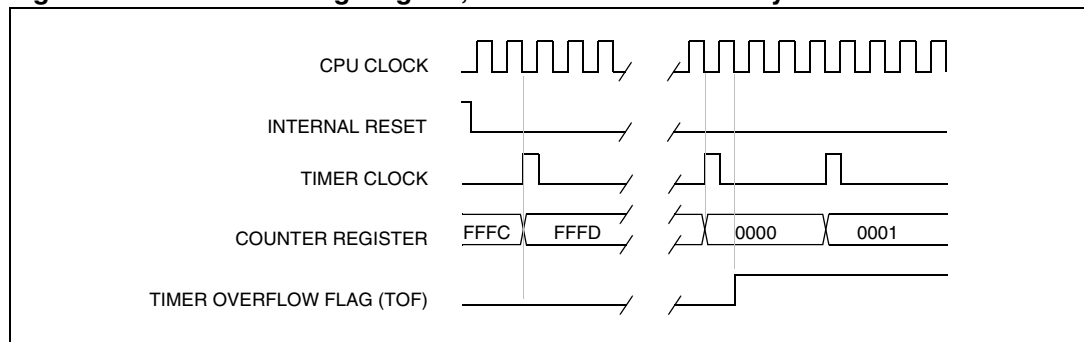 CPU CLOCK
INTERNAL RESET
TIMER CLOCK
COUNTER REGISTER FFFC FFFD 0000 0001
TIMER OVERFLOW FLAG (TOF)